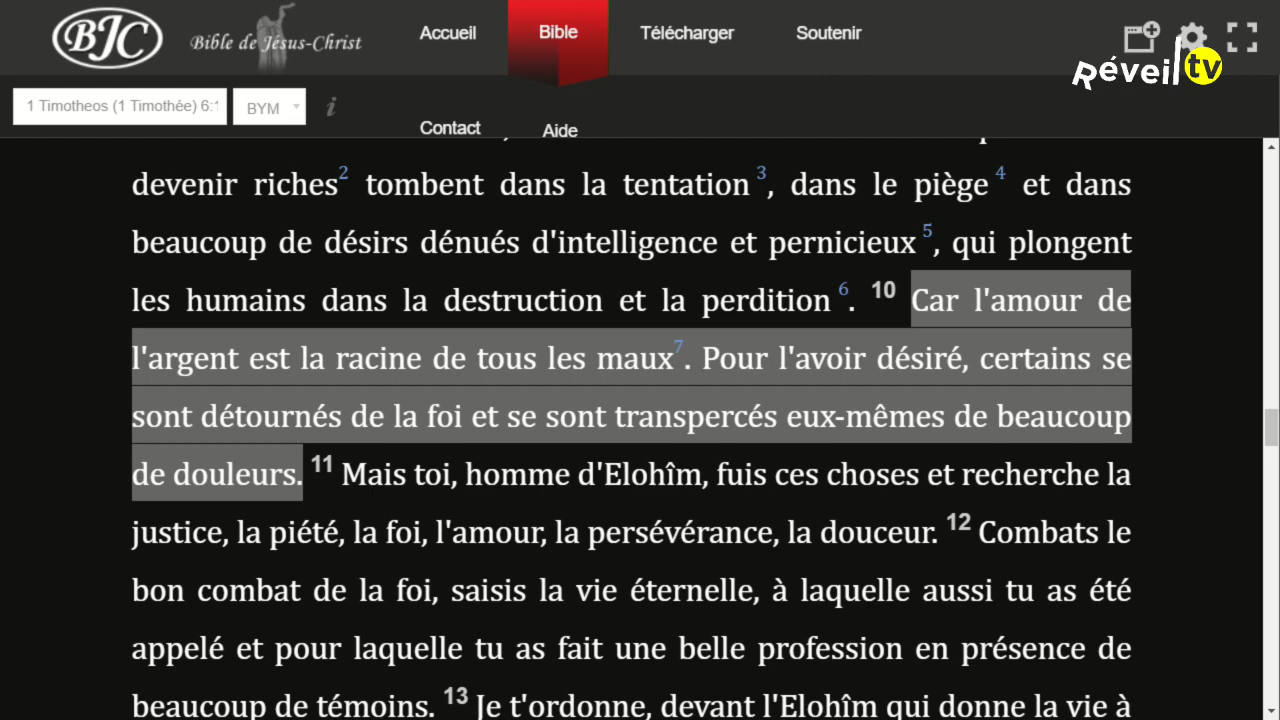 BJC Bible de Jésus-Christ
Accueil Bible Télécharger Soutenir
Réveil tv
1 Timotheos (1 Timothée) 6:1 BYM i
Contact Aide
devenir riches2 tombent dans la tentation3, dans le piège4 et dans
beaucoup de désirs dénués d'intelligence et pernicieux5, qui plongent
les humains dans la destruction et la perdition6. 10 Car l'amour de
l'argent est la racine de tous les maux7. Pour l'avoir désiré, certains se
sont détournés de la foi et se sont transpercés eux-mêmes de beaucoup
de douleurs. 11 Mais toi, homme d'Elohîm, fuis ces choses et recherche la
justice, la piété, la foi, l'amour, la persévérance, la douceur. 12 Combats le
bon combat de la foi, saisis la vie éternelle, à laquelle aussi tu as été
appelé et pour laquelle tu as fait une belle profession en présence de
beaucoup de témoins. 13 Je t'ordonne, devant l'Elohîm qui donne la vie à